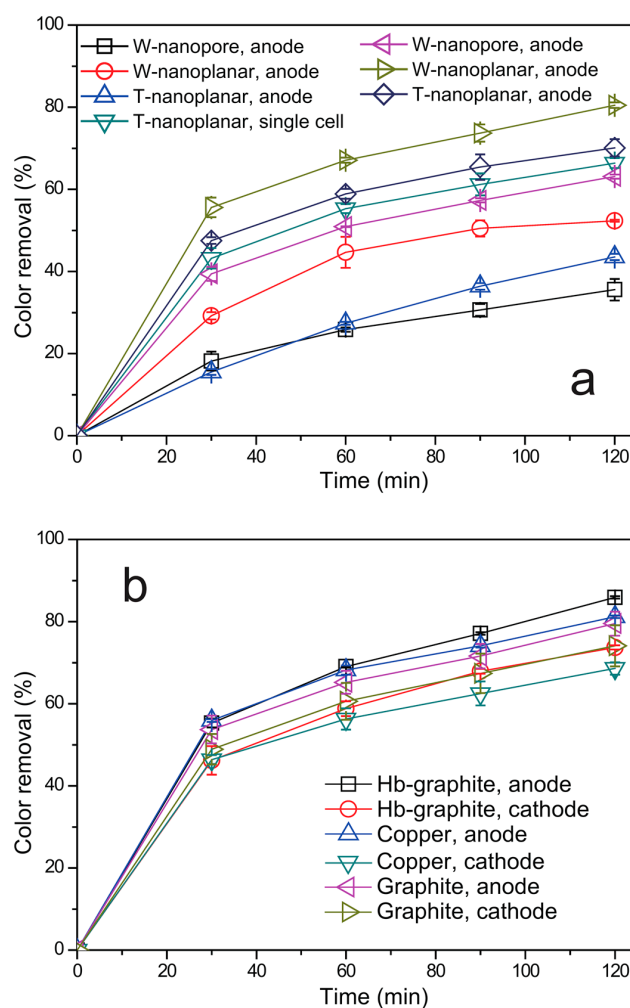 100
80
60
40
20
0
Color removal (%)
W-nanopore, anode
W-nanopore, anode
W-nanoplanar, anode
W-nanoplanar, anode
T-nanoplanar, anode
T-nanoplanar, anode
T-nanoplanar, single cell
a
0 20 40 60 80 100 120
Time (min)
100
80
60
40
20
0
Color removal (%)
b
Hb-graphite, anode
Hb-graphite, cathode
Copper, anode
Copper, cathode
Graphite, anode
Graphite, cathode
0 20 40 60 80 100 120
Time (min)